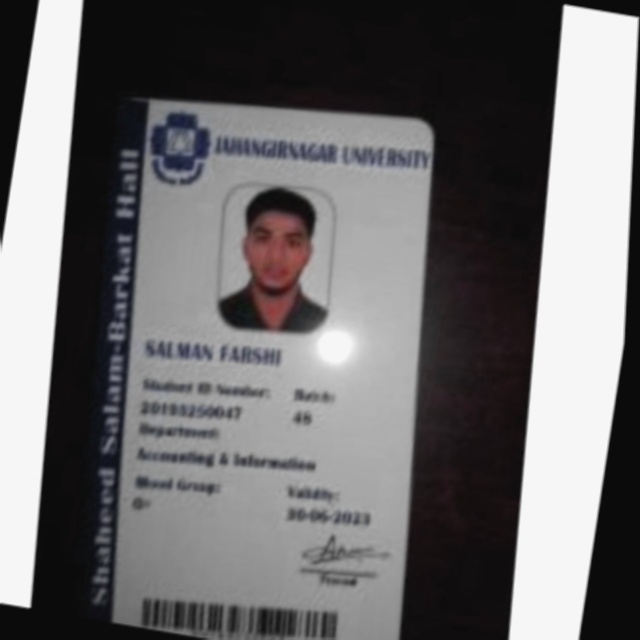 JAHANGIRNAGAR UNIVERSITY
Shaheed Salam-Barkat Hall
SALMAN FARSHI
Student ID Number:
Batch:
20193250047
48
Department:
Accounting & Information
Blood Group:
Validity:
30-06-2023
Provost